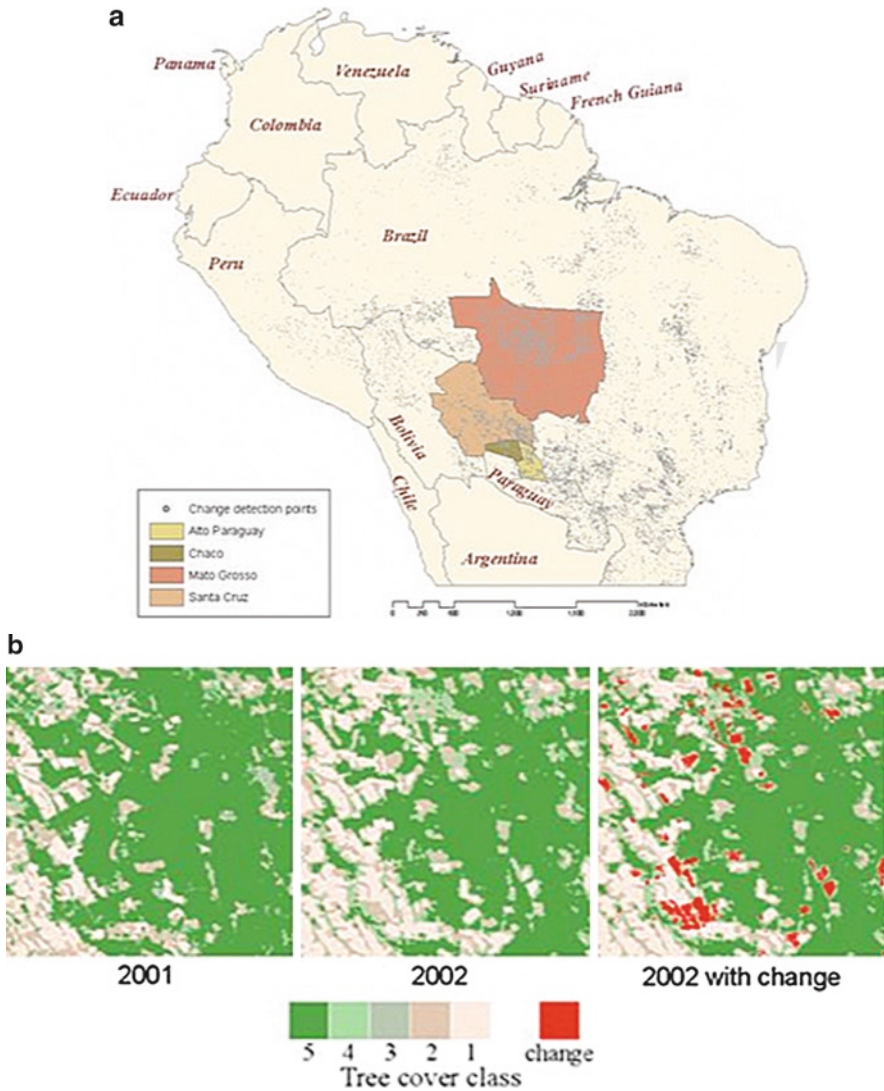 a
Panama
Venezuela
Guyana
Suriname
French Guiana
Colombia
Ecuador
Brazil
Peru
Bolivia
Paraguay
Chile
Argentina
Change detection points
Alto Paraguay
Chaco
Mato Grosso
Santa Cruz
b
2001
2002
2002 with change
5
4
3
2
1
change
Tree cover class